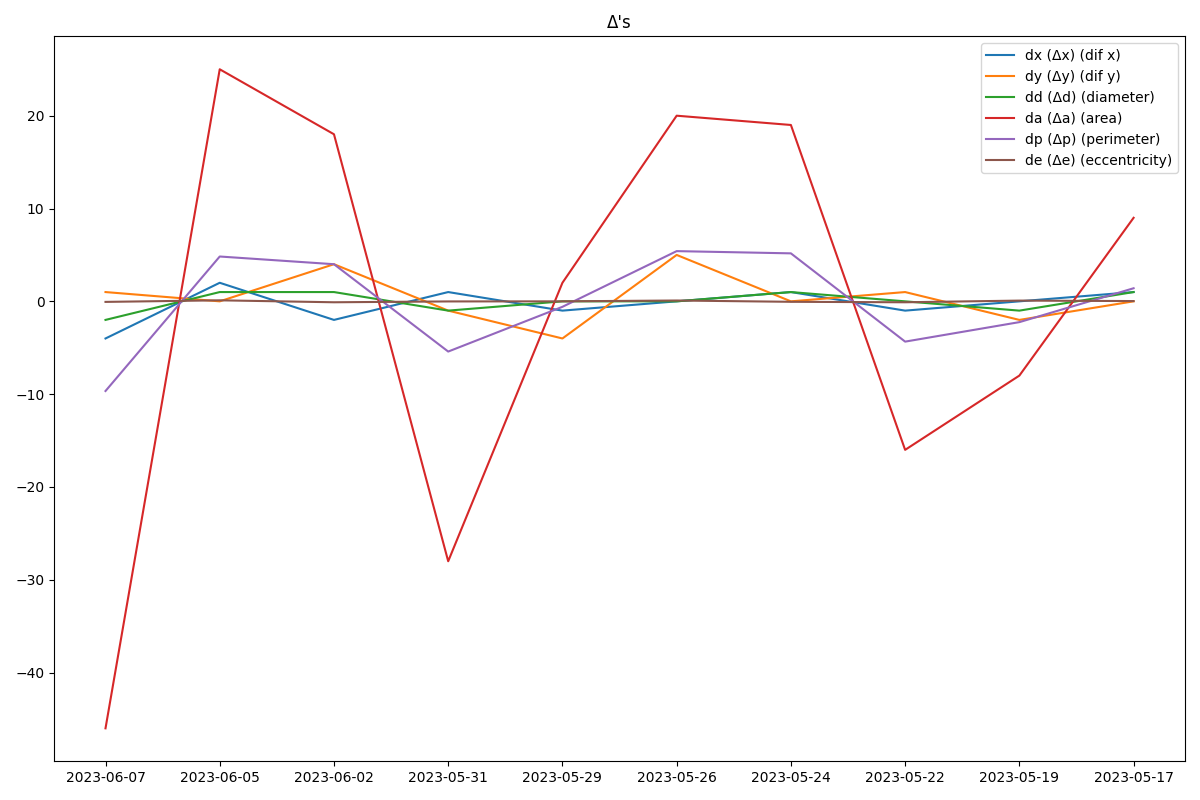 Δ's
dx (Δx) (dif x)
dy (Δy) (dif y)
dd (Δd) (diameter)
da (Δa) (area)
dp (Δp) (perimeter)
de (Δe) (eccentricity)
20
10
0
−10
−20
−30
−40
2023-06-07 2023-06-05 2023-06-02 2023-05-31 2023-05-29 2023-05-26 2023-05-24 2023-05-22 2023-05-19 2023-05-17